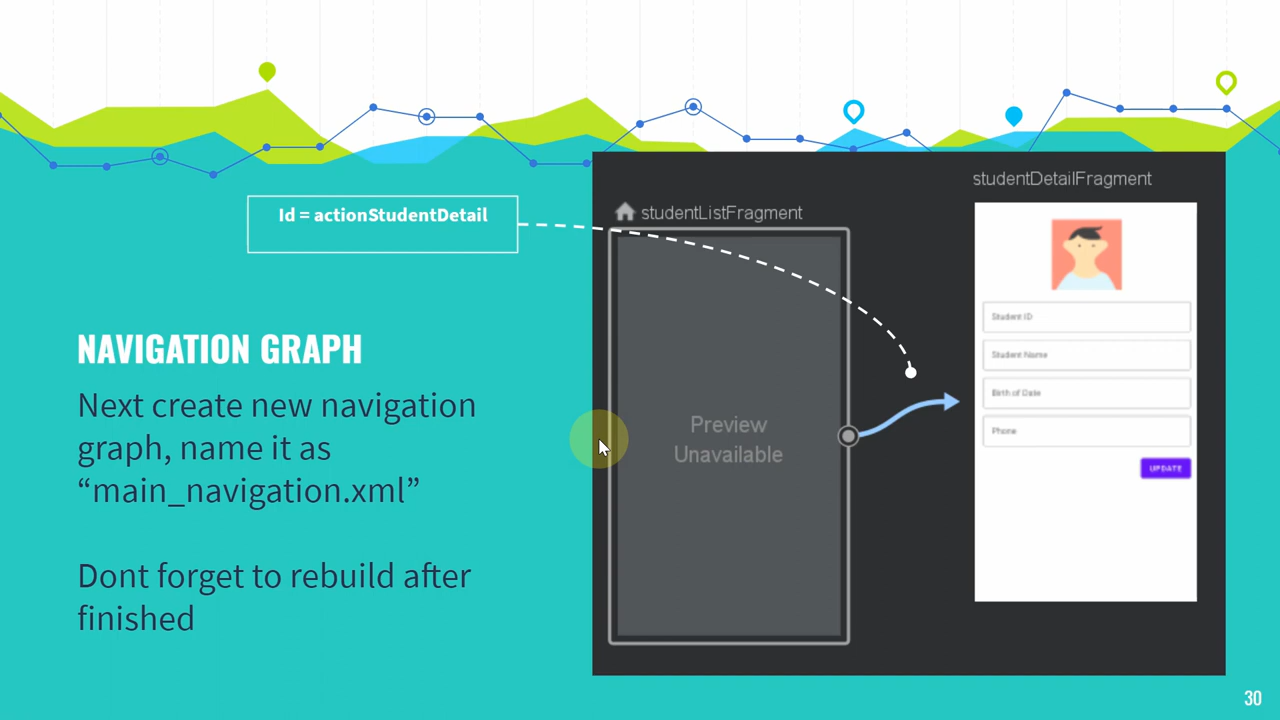 Id = actionStudentDetail
NAVIGATION GRAPH
Next create new navigation
graph, name it as
“main_navigation.xml”
Dont forget to rebuild after
finished
studentListFragment
Preview
Unavailable
studentDetailFragment
Student ID
Student Name
Birth of Date
Phone
UPDATE
30